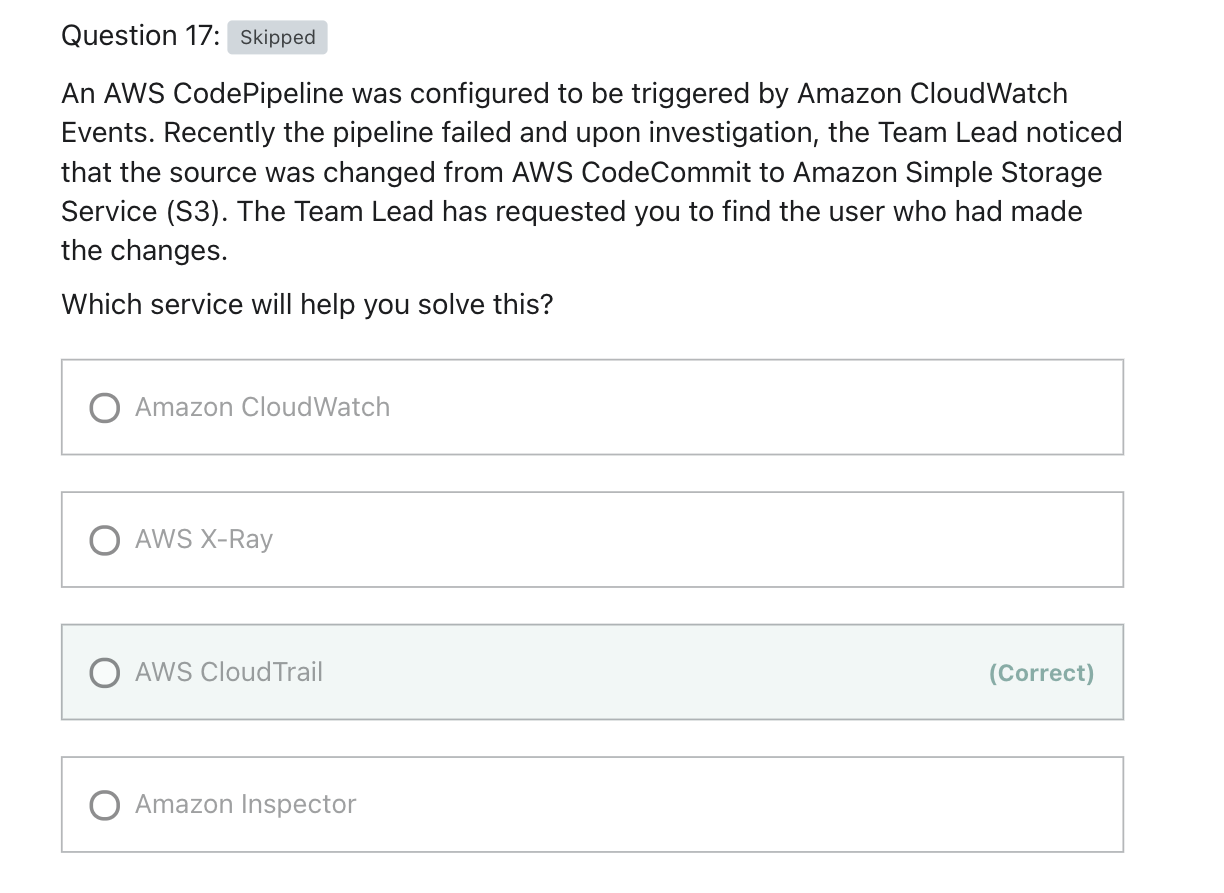 Question 17: Skipped
An AWS CodePipeline was configured to be triggered by Amazon CloudWatch
Events. Recently the pipeline failed and upon investigation, the Team Lead noticed
that the source was changed from AWS CodeCommit to Amazon Simple Storage
Service (S3). The Team Lead has requested you to find the user who had made
the changes.
Which service will help you solve this?
Amazon CloudWatch
AWS X-Ray
AWS CloudTrail (Correct)
Amazon Inspector